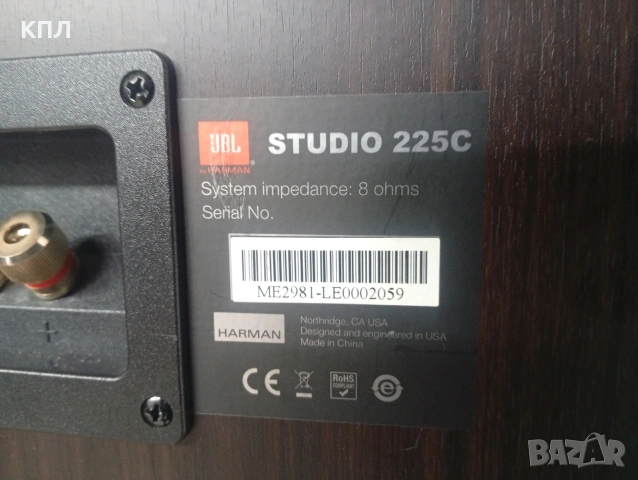 КПЛ
JBL
by HARMAN
®
STUDIO 225C
System impedance: 8 ohms
Serial No.
ME2981-LE0002059
HARMAN
Northridge, CA USA
Designed and engineered in USA
Made in China
CE
RoHS
COMPLIANT
e
+
BAZAR